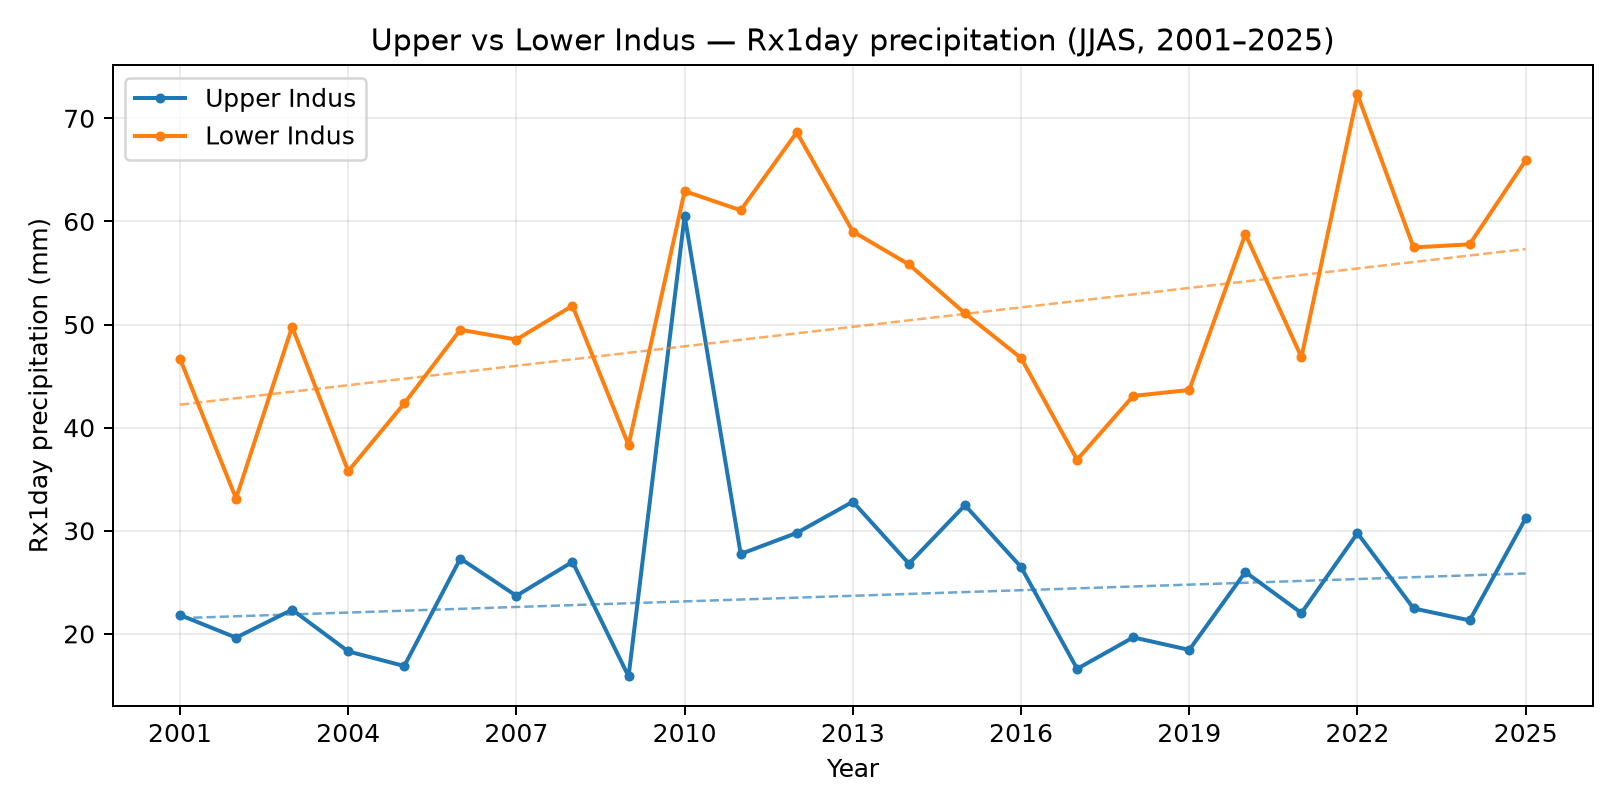 Upper vs Lower Indus — Rx1day precipitation (JJAS, 2001–2025)
Upper Indus
Lower Indus
Rx1day precipitation (mm)
70
60
50
40
30
20
2001 2004 2007 2010 2013 2016 2019 2022 2025
Year